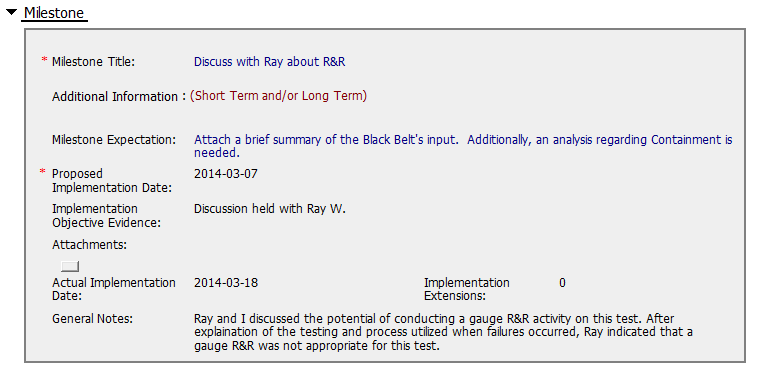 Milestone
* Milestone Title: Discuss with Ray about R&R
Additional Information : (Short Term and/or Long Term)
Milestone Expectation: Attach a brief summary of the Black Belt's input. Additionally, an analysis regarding Containment is
needed.
* Proposed
Implementation Date: 2014-03-07
Implementation
Objective Evidence: Discussion held with Ray W.
Attachments:
Actual Implementation
Date: 2014-03-18 Implementation
Extensions: 0
General Notes: Ray and I discussed the potential of conducting a gauge R&R activity on this test. After
explaination of the testing and process utilized when failures occurred, Ray indicated that a
gauge R&R was not appropriate for this test.